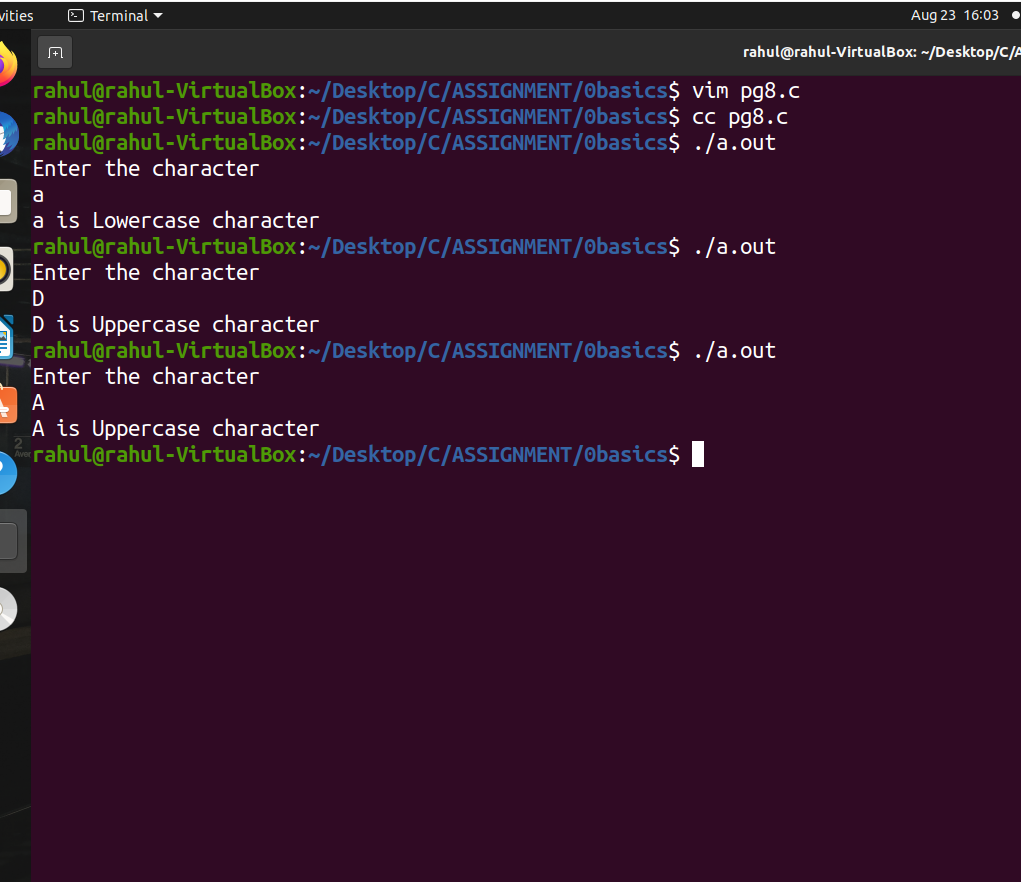 vities Terminal Aug 23 16:03
rahul@rahul-VirtualBox: ~/Desktop/C/A
rahul@rahul-VirtualBox:~/Desktop/C/ASSIGNMENT/0basics$ vim pg8.c
rahul@rahul-VirtualBox:~/Desktop/C/ASSIGNMENT/0basics$ cc pg8.c
rahul@rahul-VirtualBox:~/Desktop/C/ASSIGNMENT/0basics$ ./a.out
Enter the character
a
a is Lowercase character
rahul@rahul-VirtualBox:~/Desktop/C/ASSIGNMENT/0basics$ ./a.out
Enter the character
D
D is Uppercase character
rahul@rahul-VirtualBox:~/Desktop/C/ASSIGNMENT/0basics$ ./a.out
Enter the character
A
A is Uppercase character
rahul@rahul-VirtualBox:~/Desktop/C/ASSIGNMENT/0basics$